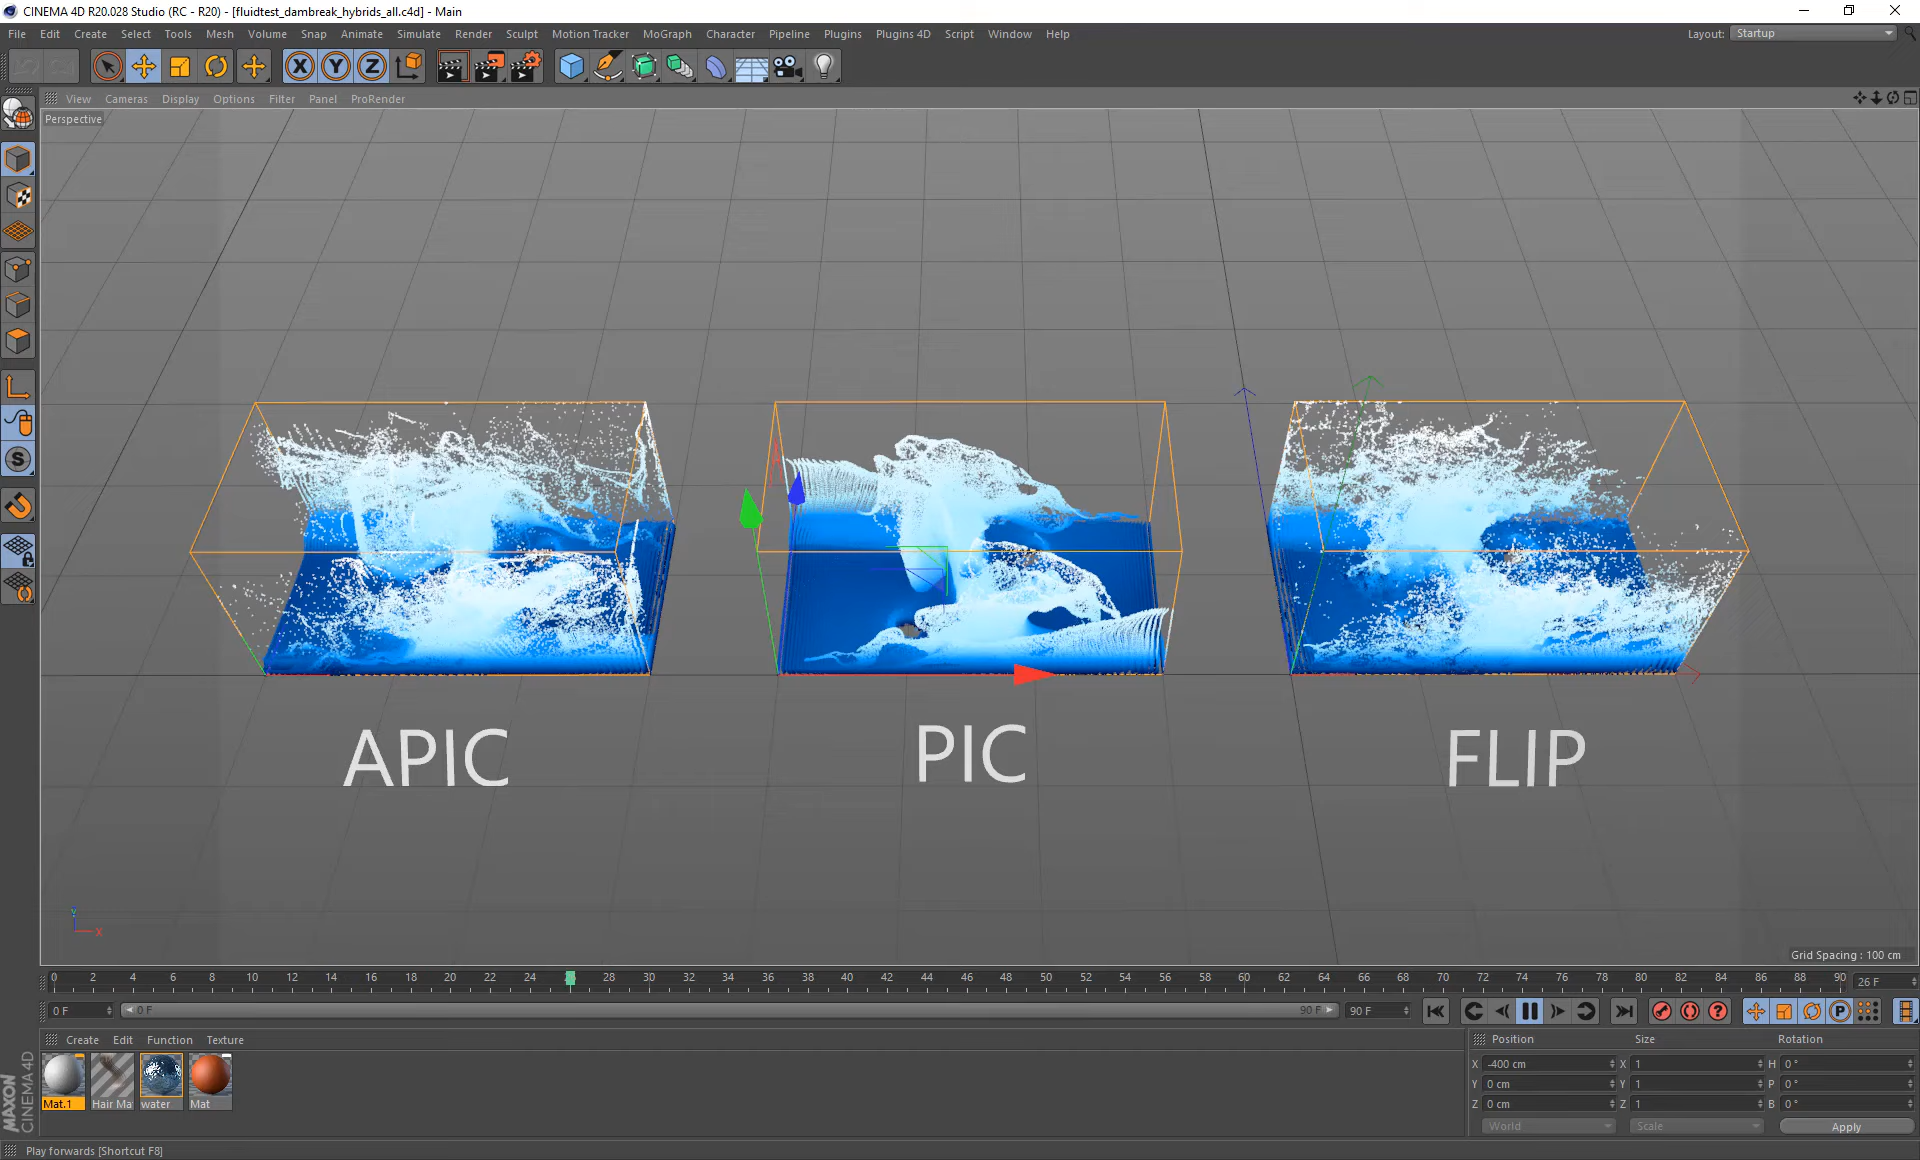 CINEMA 4D R20.028 Studio (RC - R20) - [fluidtest_dambreak_hybrids_all.c4d] - Main
File Edit Create Select Tools Mesh Volume Snap Animate Simulate Render Sculpt Motion Tracker MoGraph Character Pipeline Plugins Plugins 4D Script Window Help Layout: Startup
X Y Z
View Cameras Display Options Filter Panel ProRender
Perspective
S
APIC PIC FLIP
Y
X
Grid Spacing : 100 cm
0 2 4 6 8 10 12 14 16 18 20 22 24 28 30 32 34 36 38 40 42 44 46 48 50 52 54 56 58 60 62 64 66 68 70 72 74 76 78 80 82 84 86 88 90 26 F
0 F 0 F 90 F 90 F P
Create Edit Function Texture
Position Size Rotation
X -400 cm X 1 H 0 °
Y 0 cm Y 1 P 0 °
Z 0 cm Z 1 B 0 °
World Scale Apply
Mat.1 Hair Ma water Mat
MAXON
CINEMA 4D
Play forwards [Shortcut F8]